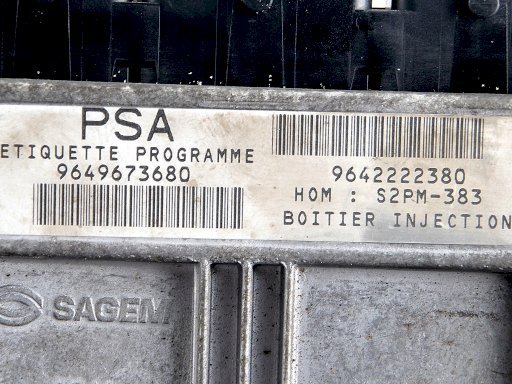 PSA
ETIQUETTE PROGRAMME
9649673680
9642222380
HOM : S2PM-383
BOITIER INJECTION
SAGEM